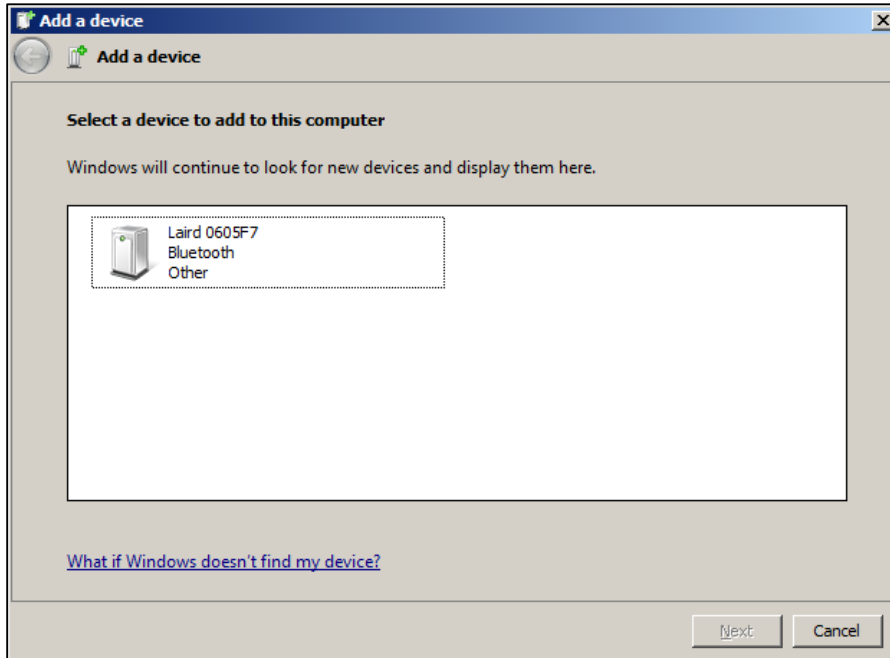 Add a device
Add a device
Select a device to add to this computer
Windows will continue to look for new devices and display them here.
Laird 0605F7
Bluetooth
Other
What if Windows doesn't find my device?
Next
Cancel